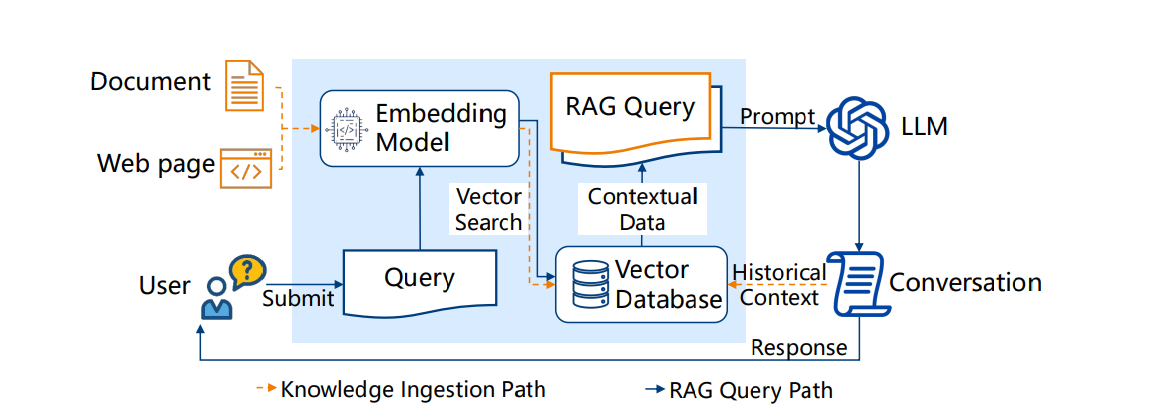 Document
Web page
Embedding
Model
RAG Query
Prompt
LLM
Vector
Search
Contextual
Data
User
Submit
Query
Vector
Database
Historical
Context
Conversation
Response
Knowledge Ingestion Path
RAG Query Path